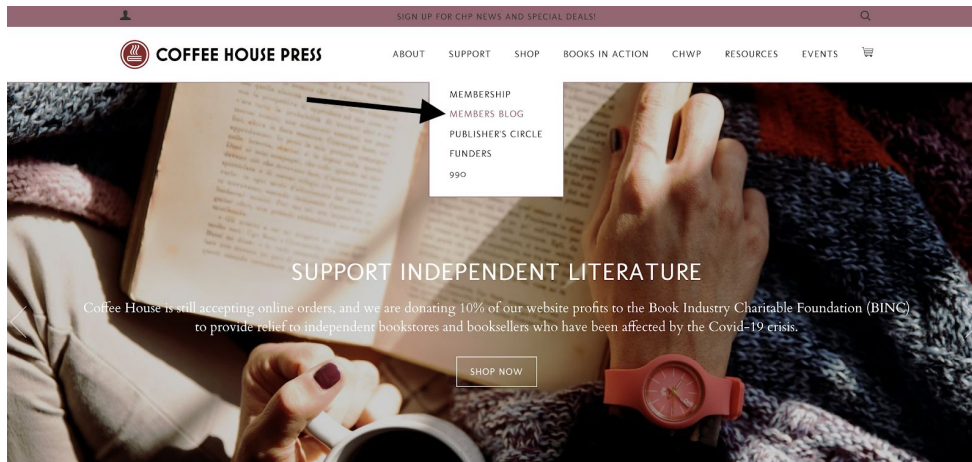 SIGN UP FOR CHP NEWS AND SPECIAL DEALS!
COFFEE HOUSE PRESS
ABOUT SUPPORT SHOP BOOKS IN ACTION CHWP RESOURCES EVENTS
MEMBERSHIP
MEMBERS BLOG
PUBLISHER'S CIRCLE
FUNDERS
990
SUPPORT INDEPENDENT LITERATURE
Coffee House is still accepting online orders, and we are donating 10% of our website profits to the Book Industry Charitable Foundation (BINC)
to provide relief to independent bookstores and booksellers who have been affected by the Covid-19 crisis.
SHOP NOW